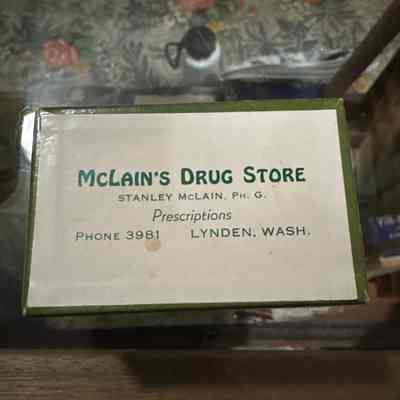 McLain's Drug Store
Stanley McLain, Ph. G.
Prescriptions
Phone 3981 Lynden, Wash.